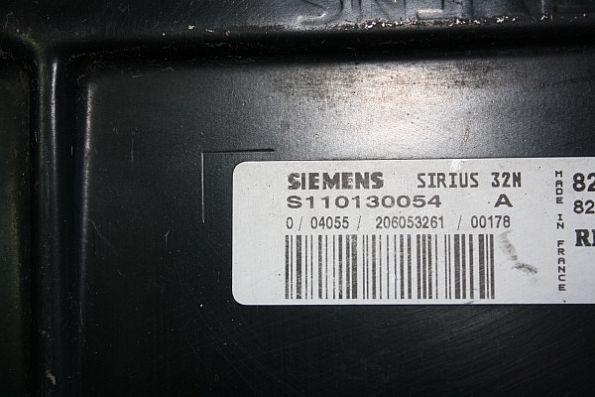 SIEMENS SIRIUS 32N
S110130054 A
0 / 04055 / 206053261 / 00178
MADE IN FRANCE
82
82